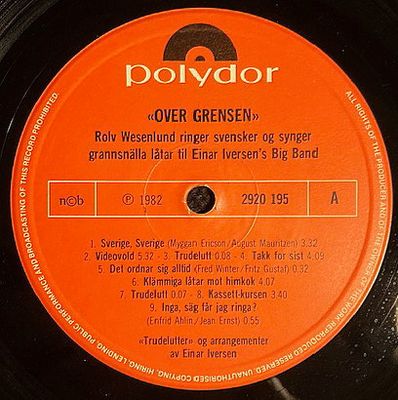 polydor
«OVER GRENSEN»
Rolv Wesenlund ringer svensker og synger
grannsnälla låtar til Einar Iversen's Big Band
n©b
℗ 1982
2920 195
A
1. Sverige, Sverige (Myggan Ericson/August Mauritzen) 3.32
2. Videovold 5.32 - 3. Trudelutt 0.08 - 4. Takk for sist 4.09
5. Det ordnar sig alltid (Fred Winter/Fritz Gustaf) 2.31
6. Klämmiga låtar mot himkok 4.07
7. Trudelutt 0.07 - 8. Kassett-kursen 3.40
9. Inga, säg får jag ringa?
(Enfrid Ahlin/Jean Ernst) 0.55
«Trudelutter» og arrangementer
av Einar Iversen
ALL RIGHTS OF THE PRODUCER AND OF THE OWNER OF THE WORK REPRODUCED RESERVED. UNAUTHORISED COPYING, HIRING, LENDING, PUBLIC PERFORMANCE AND BROADCASTING OF THIS RECORD PROHIBITED.